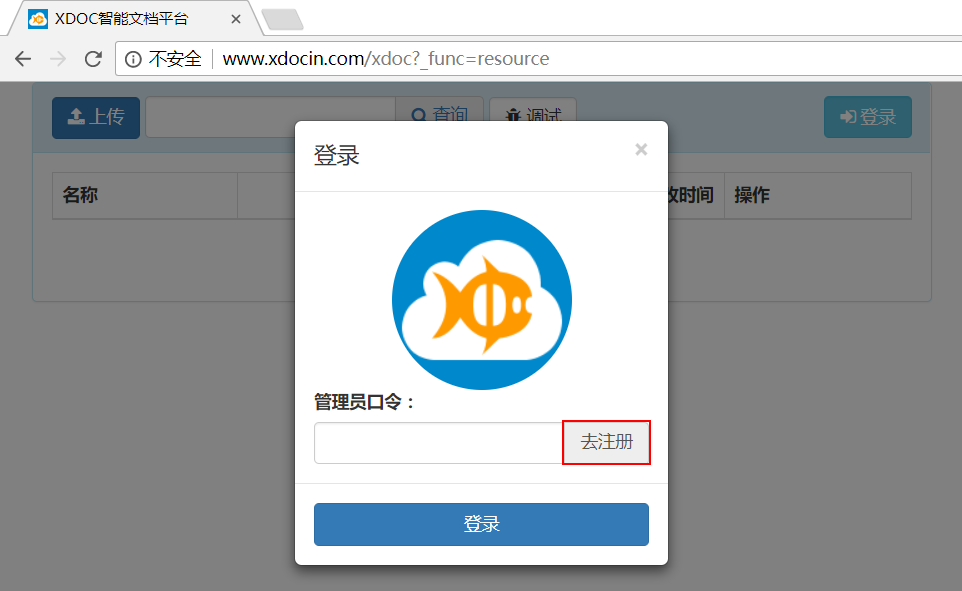 XDOC智能文档平台
不安全 www.xdocin.com/xdoc?_func=resource
上传 查询 调试 登录
登录
名称 改时间 操作
XDOC
管理员口令：
去注册
登录